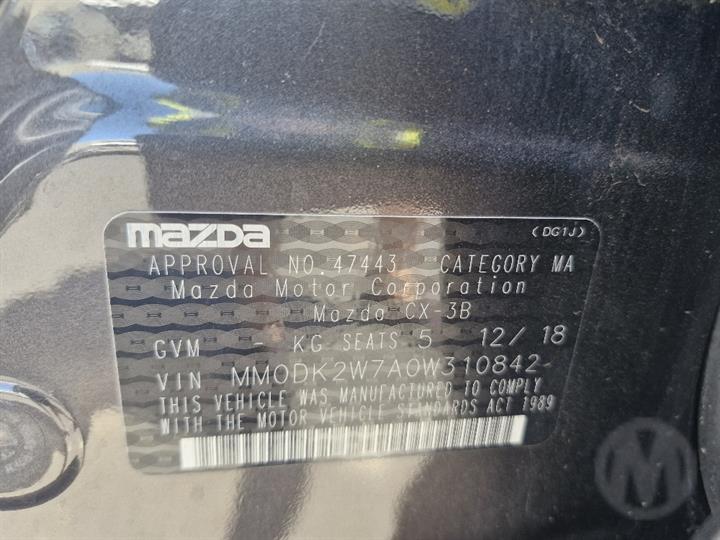 mazda
(DG1J)
APPROVAL NO. 47443 CATEGORY MA
Mazda Motor Corporation
Mazda CX-3B
GVM - KG SEATS 5 12/ 18
VIN MM0DK2W7A0W310842-
THIS VEHICLE WAS MANUFACTURED TO COMPLY
WITH THE MOTOR VEHICLE STANDARDS ACT 1989
M